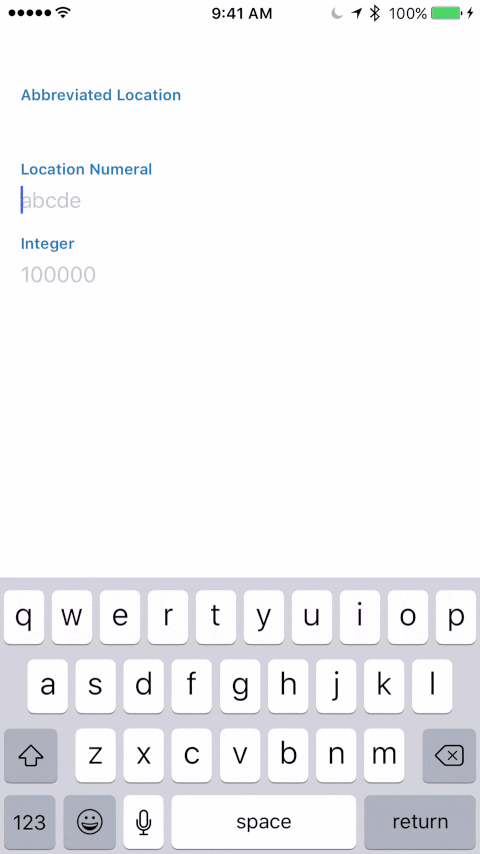 9:41 AM 100%
Abbreviated Location
Location Numeral
abcde
Integer
100000
q w e r t y u i o p
a s d f g h j k l
z x c v b n m
123 space return